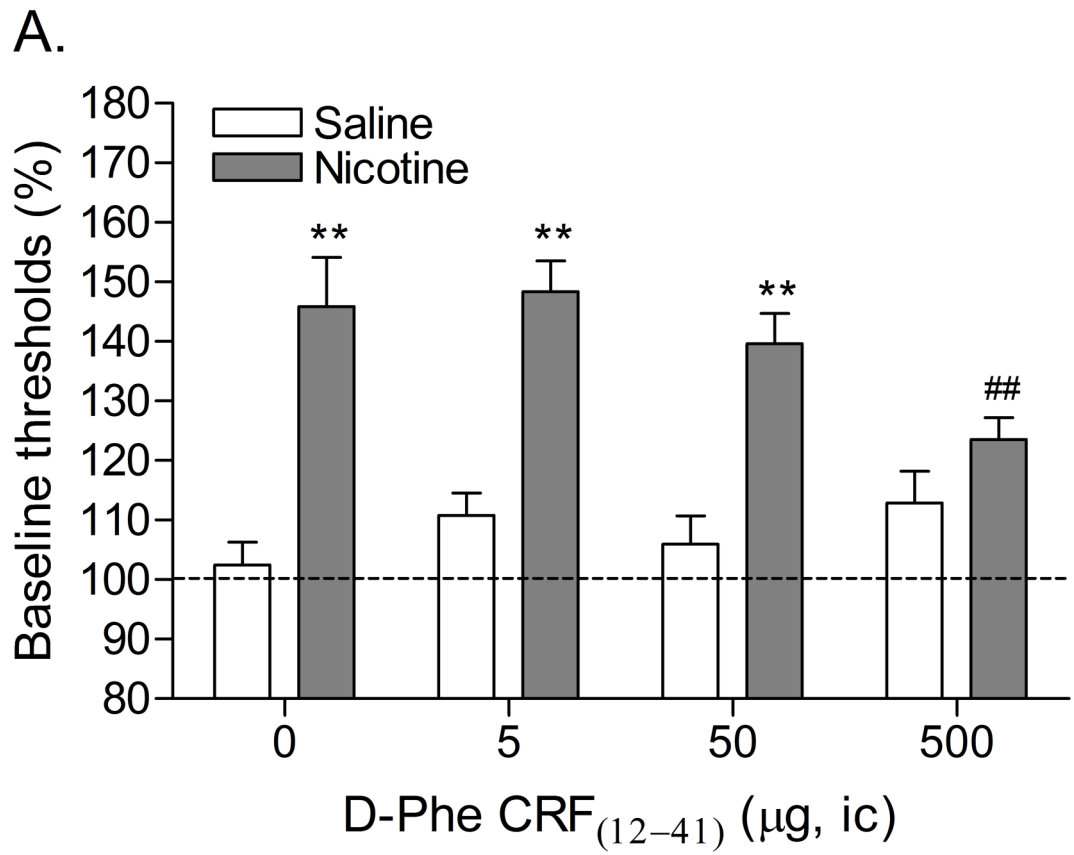 A.
Baseline thresholds (%)
180
170
160
150
140
130
120
110
100
90
80
Saline
Nicotine
**
**
**
##
0 5 50 500
D-Phe CRF(12–41) (μg, ic)